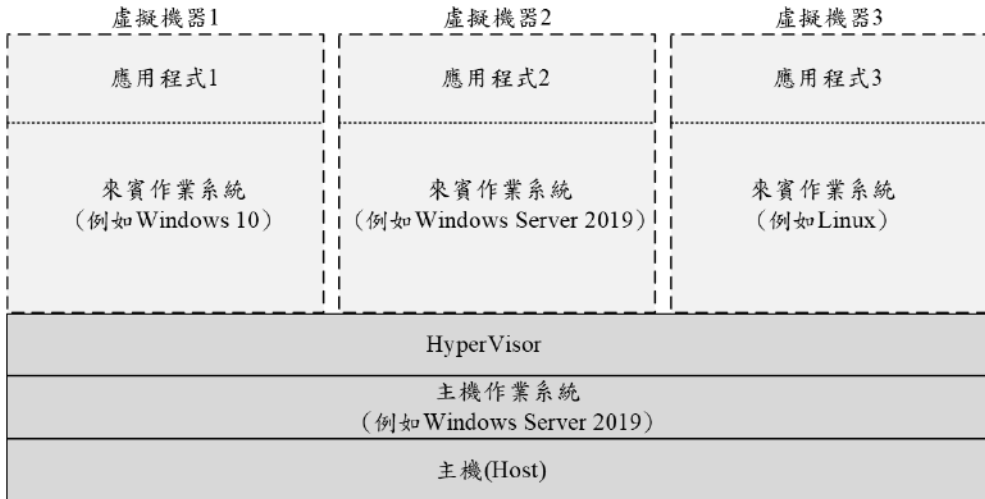 虛擬機器1
虛擬機器2
虛擬機器3
應用程式1
應用程式2
應用程式3
來賓作業系統
（例如Windows 10）
來賓作業系統
（例如Windows Server 2019）
來賓作業系統
（例如Linux）
HyperVisor
主機作業系統
（例如Windows Server 2019）
主機(Host)